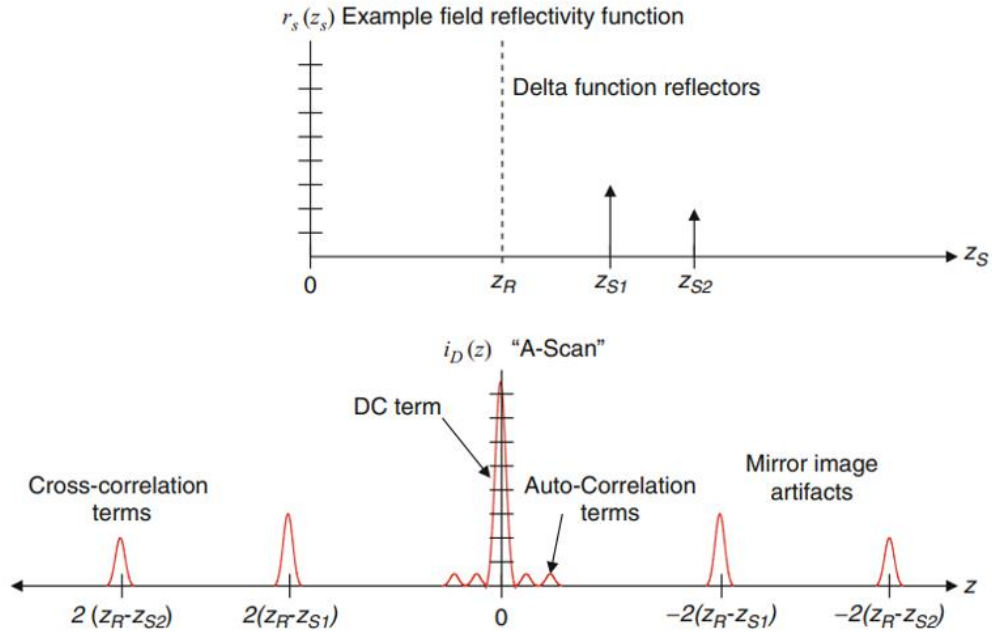 r_s(z_s) Example field reflectivity function
Delta function reflectors
z_S
0
z_R
z_S1
z_S2
i_D(z) “A-Scan”
DC term
Cross-correlation
terms
Auto-Correlation
terms
Mirror image
artifacts
z
2 (z_R-z_S2)
2(z_R-z_S1)
0
−2(z_R-z_S1)
−2(z_R-z_S2)